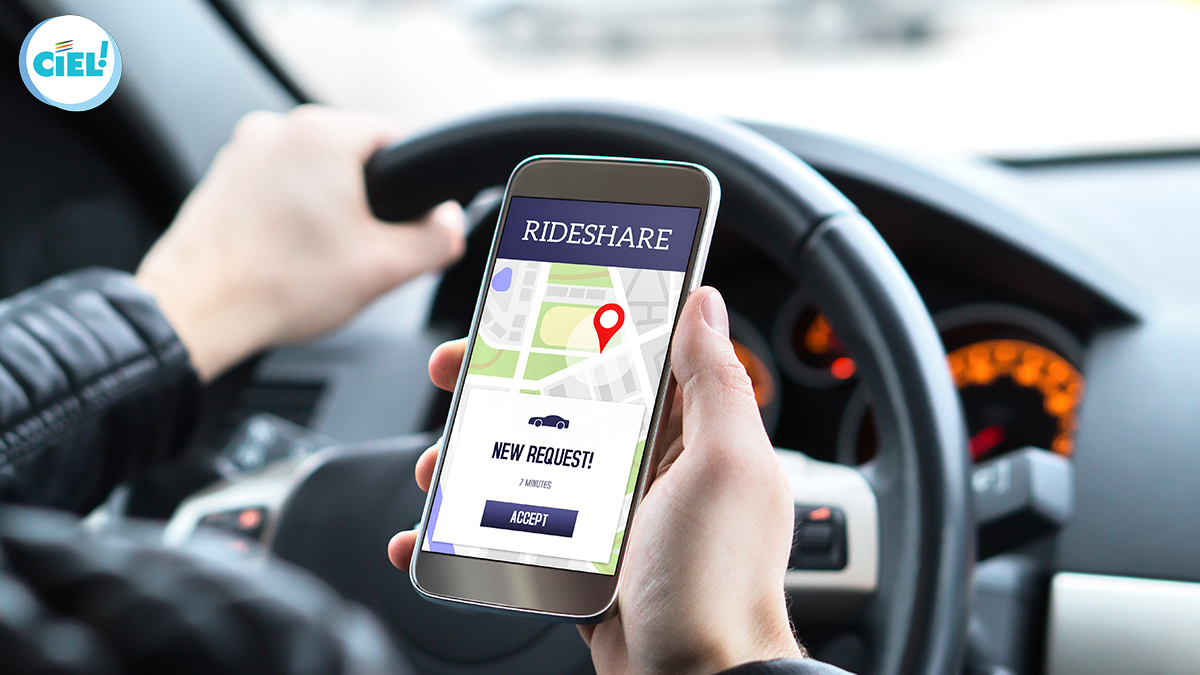 CiEL!
RIDESHARE
NEW REQUEST!
7 MINUTES
ACCEPT